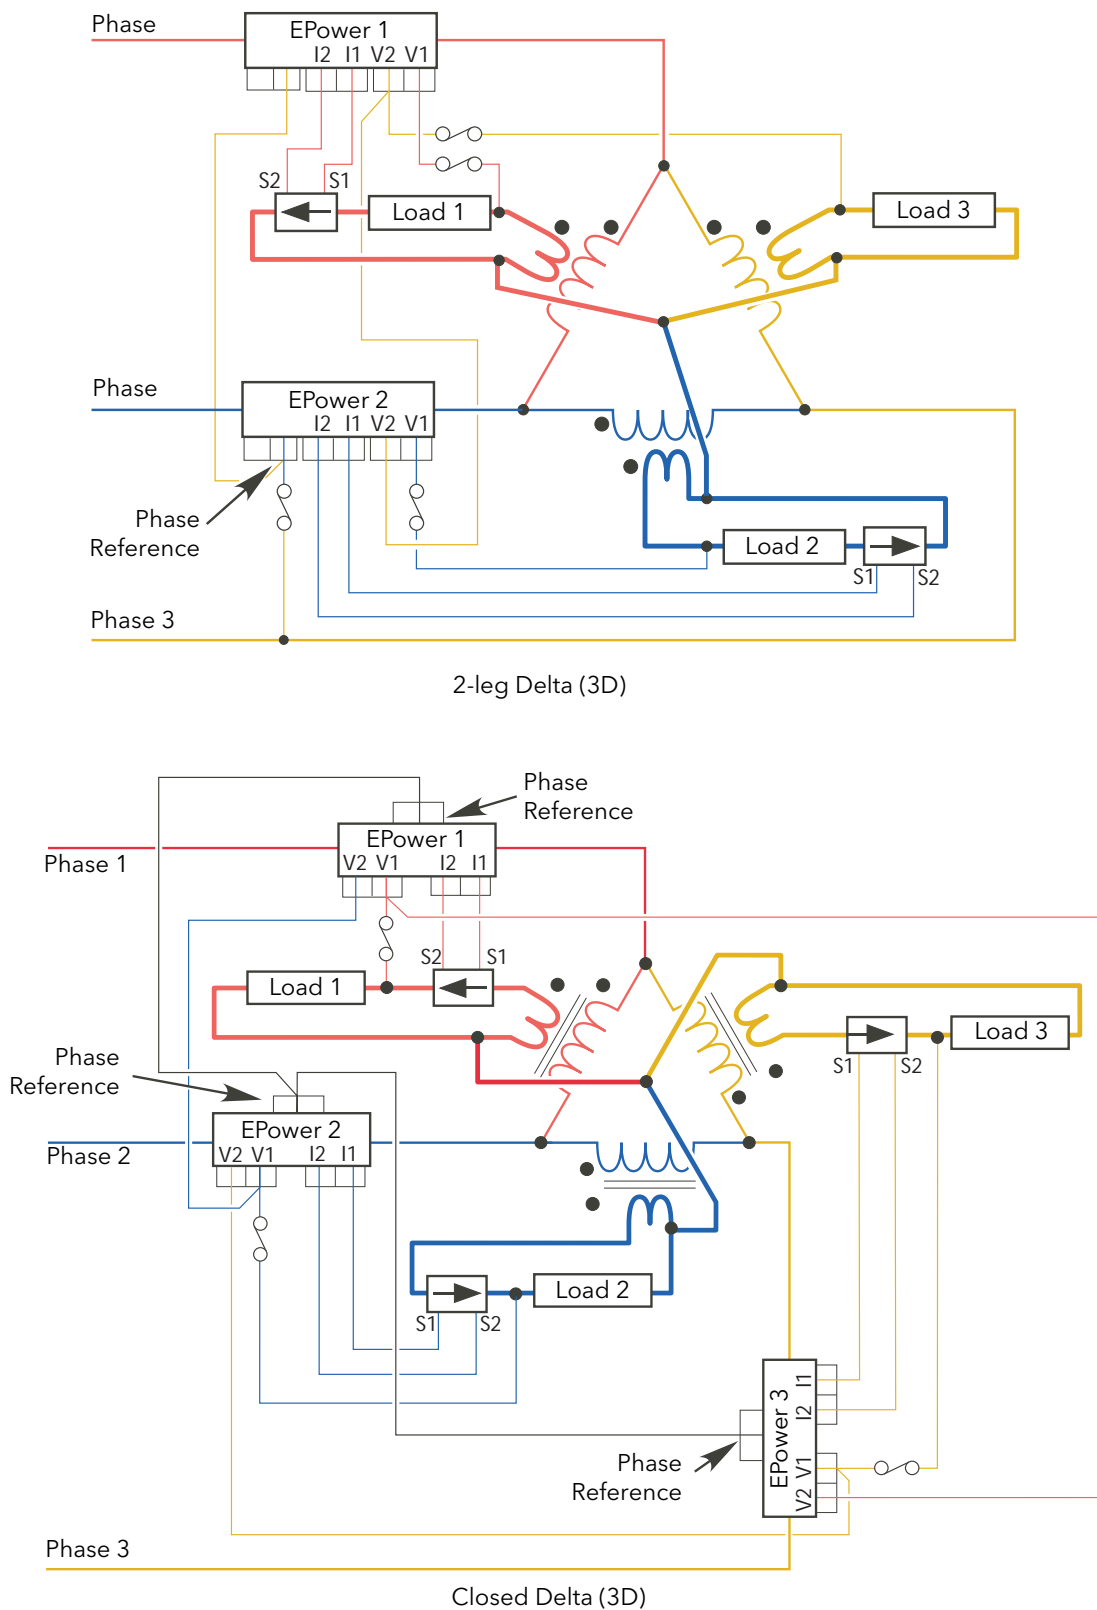 Phase
EPower 1
I2 I1 V2 V1
S2 S1
Load 1
Load 3
Phase
EPower 2
I2 I1 V2 V1
Phase
Reference
Load 2
S1 S2
Phase 3
2-leg Delta (3D)
Phase
Reference
EPower 1
V2 V1 I2 I1
Phase 1
S2 S1
Load 1
Load 3
S1 S2
Phase
Reference
EPower 2
V2 V1 I2 I1
Phase 2
Load 2
S1 S2
EPower 3
I1
I2
V1
V2
Phase
Reference
Phase 3
Closed Delta (3D)